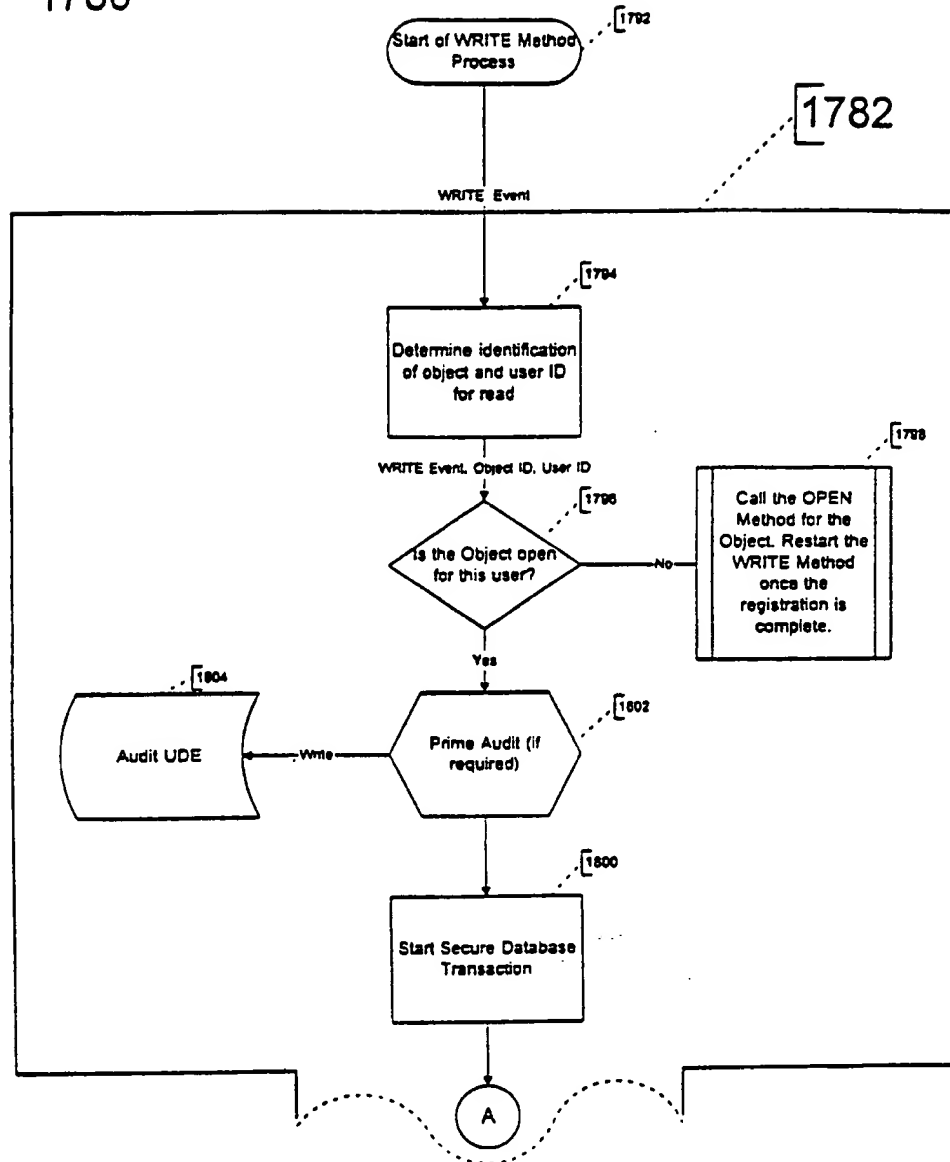 1780
Start of WRITE Method
Process
1792
1782
WRITE Event
1794
Determine identification
of object and user ID
for read
WRITE Event, Object ID, User ID
1796
Is the Object open
for this user?
No
1798
Call the OPEN
Method for the
Object. Restart the
WRITE Method
once the
registration is
complete.
Yes
1804
Audit UDE
Write
1802
Prime Audit (if
required)
1800
Start Secure Database
Transaction
A